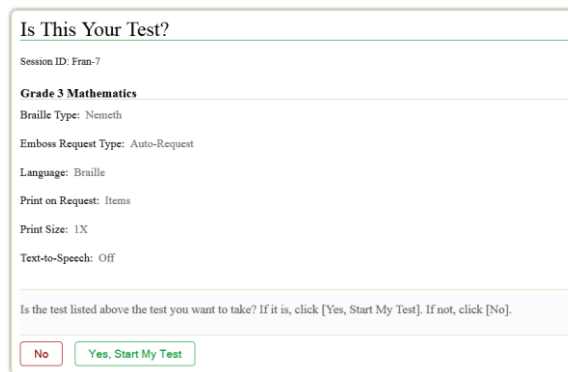 Is This Your Test?
Session ID: Fran-7
Grade 3 Mathematics
Braille Type: Nemeth
Emboss Request Type: Auto-Request
Language: Braille
Print on Request: Items
Print Size: 1X
Text-to-Speech: Off
Is the test listed above the test you want to take? If it is, click [Yes, Start My Test]. If not, click [No].
No Yes, Start My Test